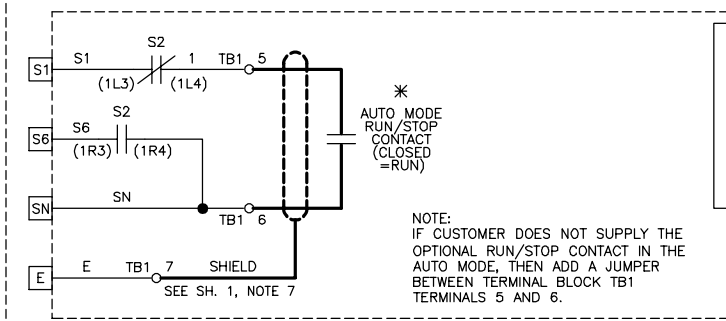 S1 S1 S2 1 TB1 5
(1L3) (1L4)
S6 S6 S2
(1R3) (1R4)
AUTO MODE
RUN/STOP
CONTACT
(CLOSED
=RUN)
SN SN TB1 6
E E TB1 7 SHIELD
SEE SH. 1, NOTE 7
NOTE:
IF CUSTOMER DOES NOT SUPPLY THE
OPTIONAL RUN/STOP CONTACT IN THE
AUTO MODE, THEN ADD A JUMPER
BETWEEN TERMINAL BLOCK TB1
TERMINALS 5 AND 6.